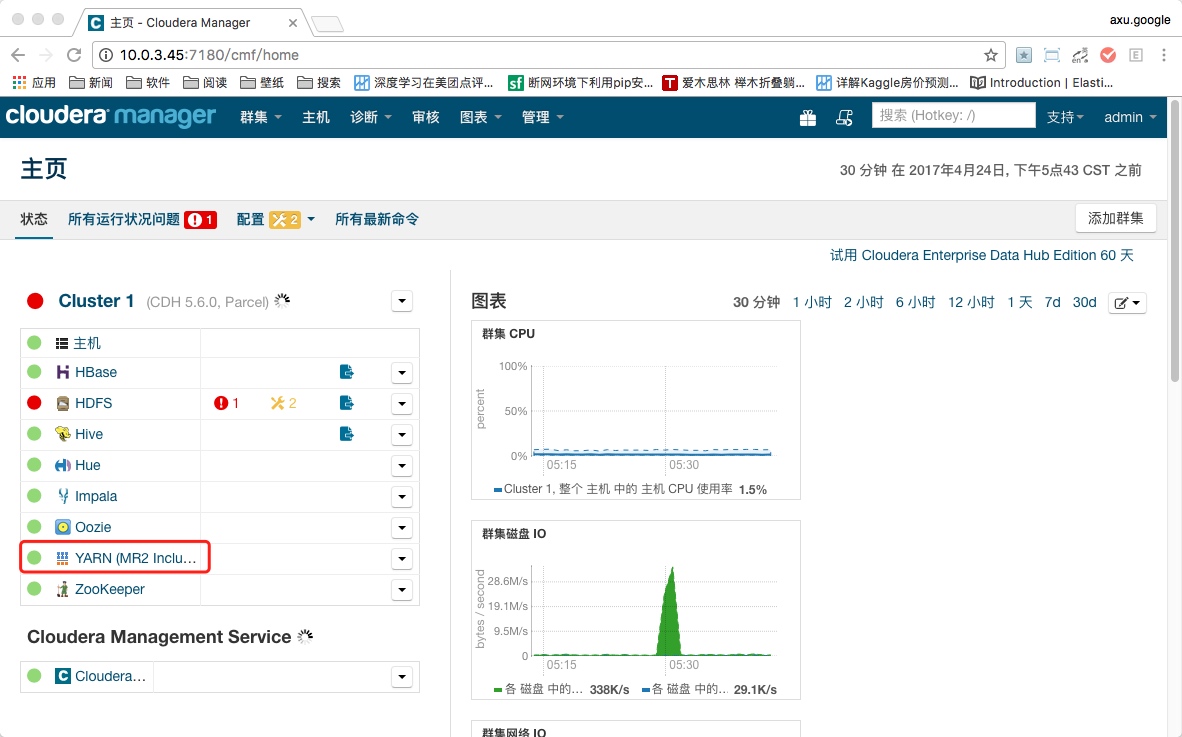 主页 - Cloudera Manager
axu.google
10.0.3.45:7180/cmf/home
应用 新闻 软件 阅读 壁纸 搜索 深度学习在美团点评... 断网环境下利用pip安... 爱木思林 榉木折叠躺... 详解Kaggle房价预测... Introduction | Elasti...
cloudera manager 群集 主机 诊断 审核 图表 管理 搜索 (Hotkey: /) 支持 admin
主页
30 分钟 在 2017年4月24日, 下午5点43 CST 之前
状态 所有运行状况问题 1 配置 2 所有最新命令 添加群集
试用 Cloudera Enterprise Data Hub Edition 60 天
Cluster 1 (CDH 5.6.0, Parcel)
主机
HBase
HDFS 1 2
Hive
Hue
Impala
Oozie
YARN (MR2 Inclu...
ZooKeeper
Cloudera Management Service
Cloudera...
图表 30 分钟 1 小时 2 小时 6 小时 12 小时 1 天 7d 30d
群集 CPU
percent
100%
50%
0%
05:15 05:30
Cluster 1, 整个 主机 中的 主机 CPU 使用率 1.5%
群集磁盘 IO
bytes / second
28.6M/s
19.1M/s
9.5M/s
0
05:15 05:30
各 磁盘 中的... 338K/s 各 磁盘 中的... 29.1K/s
群集网络 IO